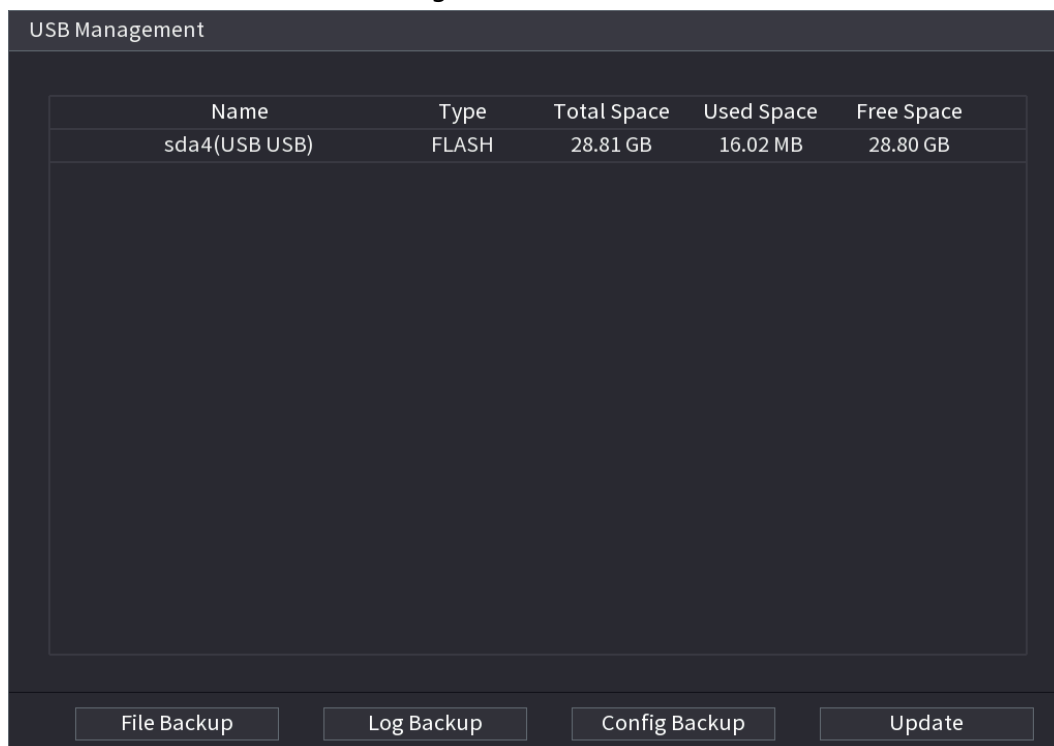 USB Management
Name Type Total Space Used Space Free Space
sda4(USB USB) FLASH 28.81 GB 16.02 MB 28.80 GB
File Backup Log Backup Config Backup Update